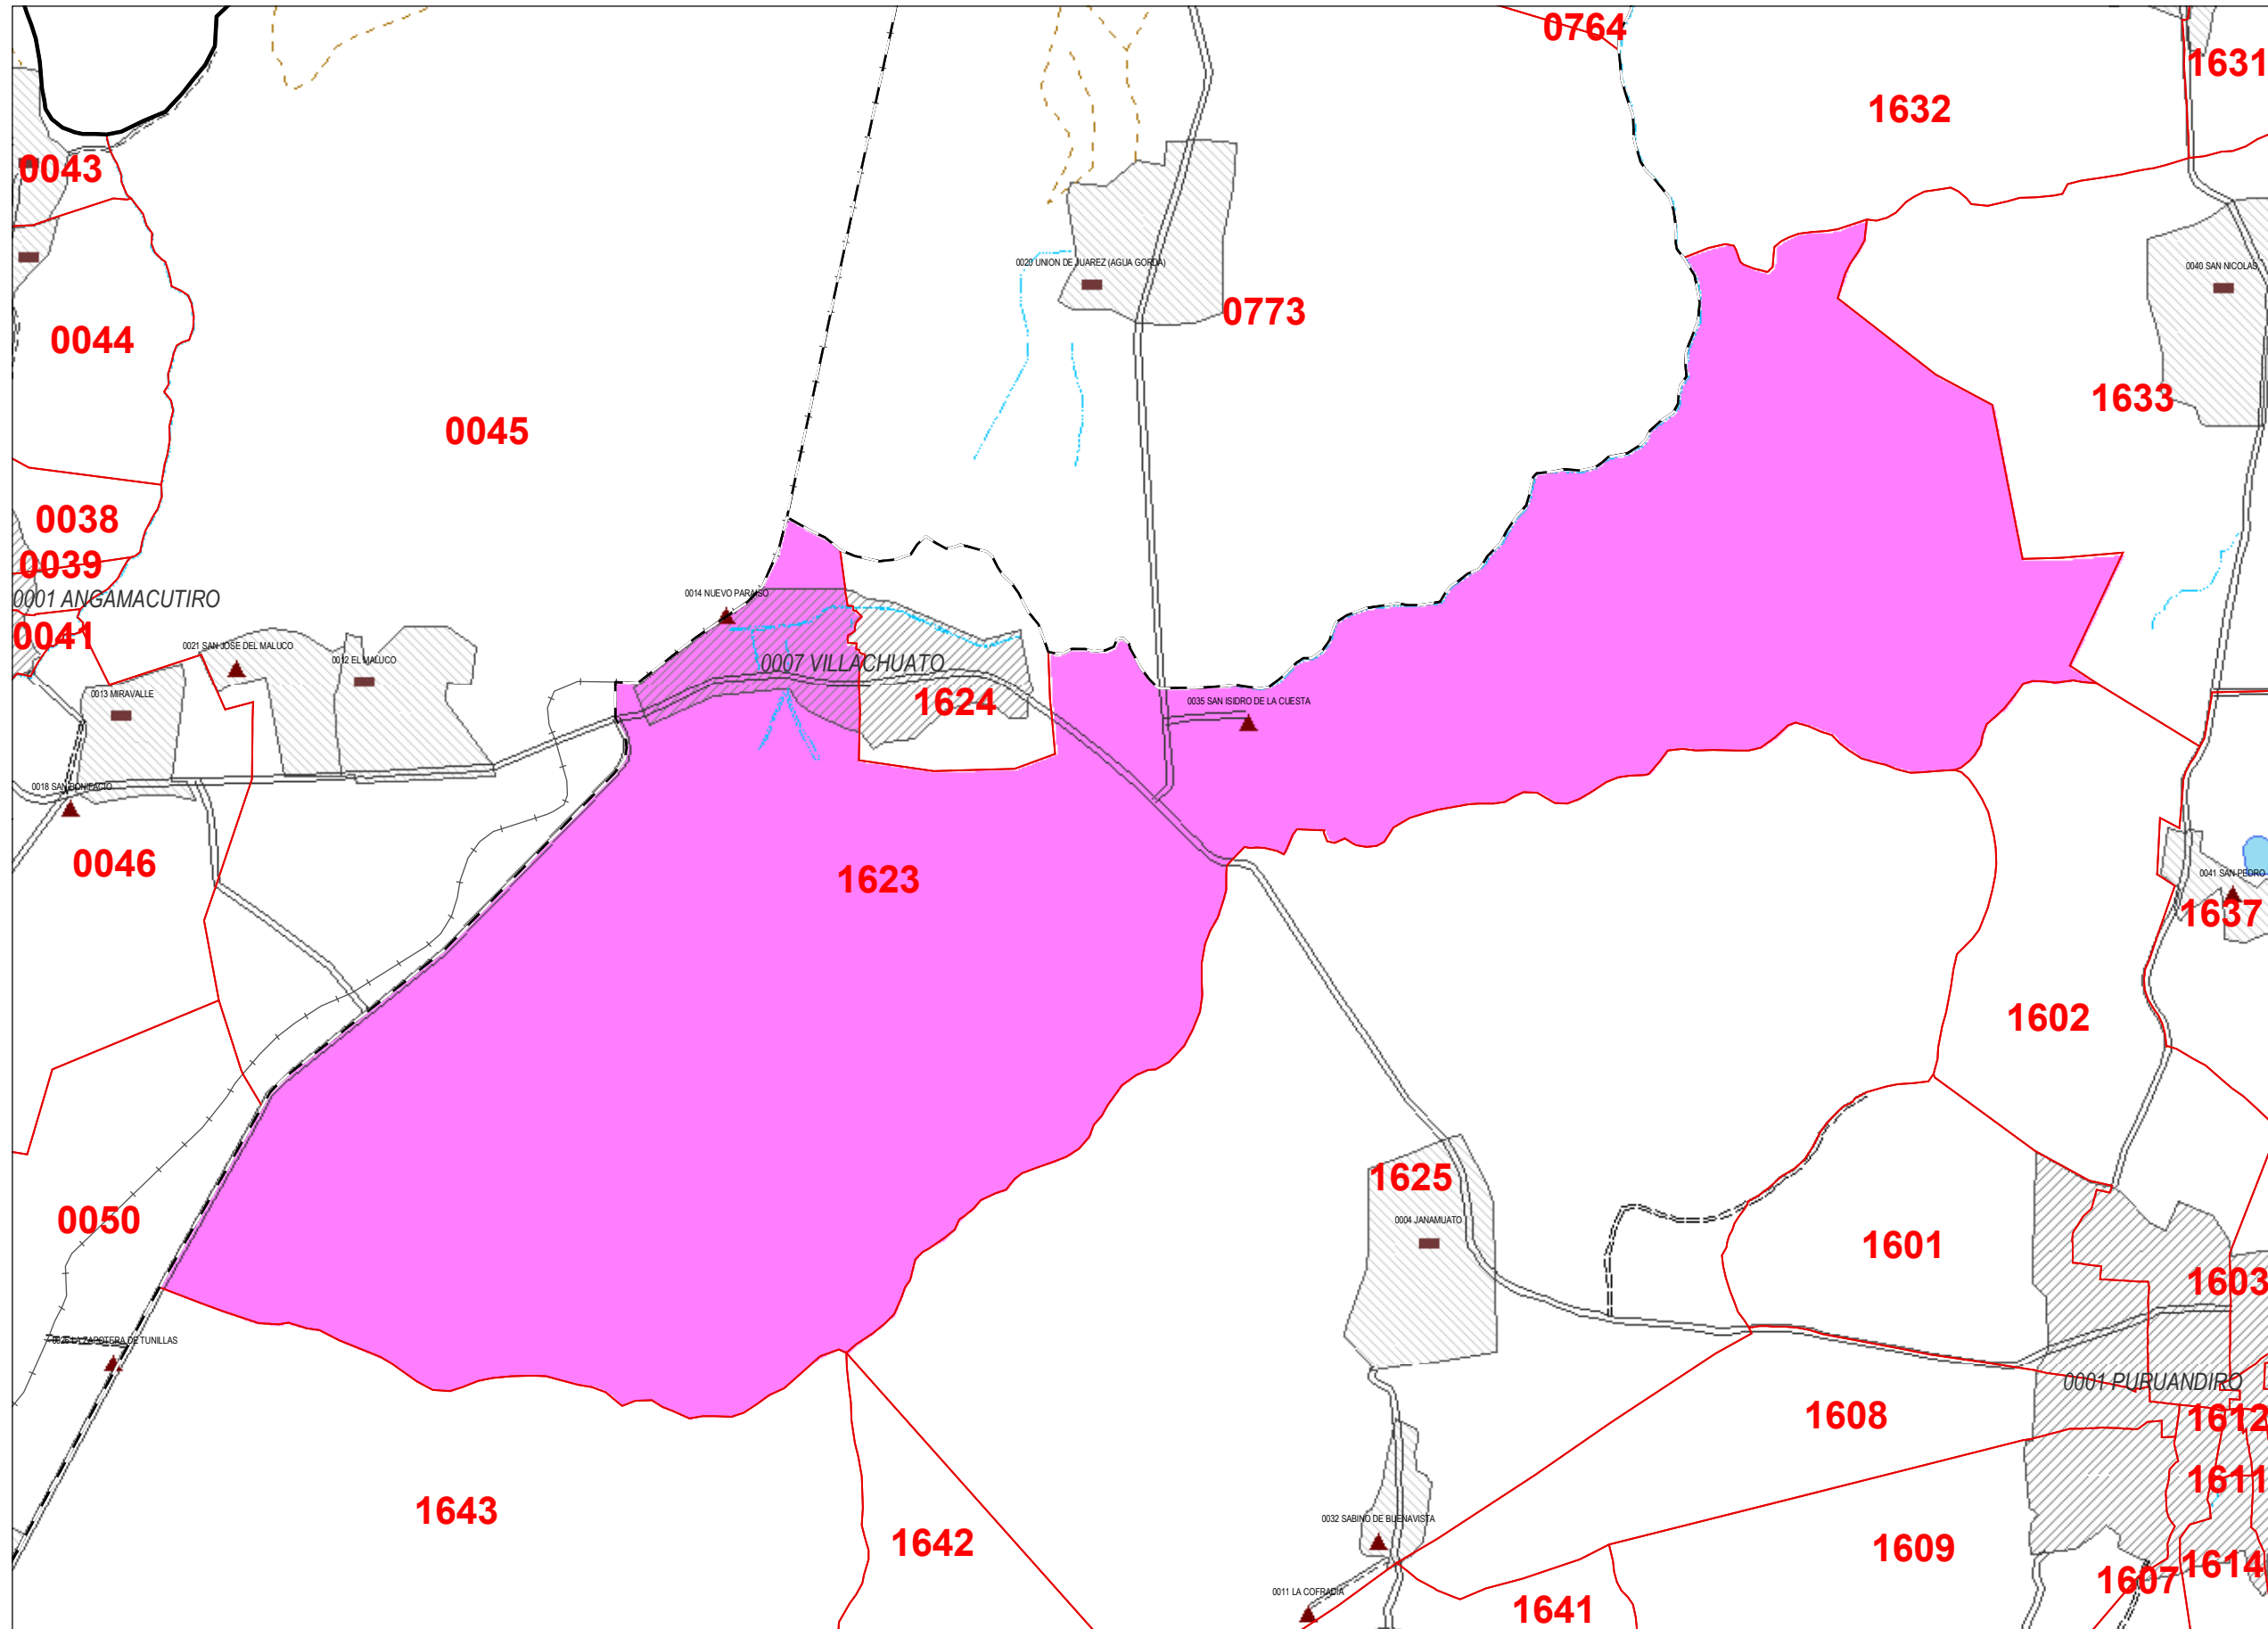 0764
1631
1632
0043
0020 UNION DE JUAREZ (AGUA GORDA)
0040 SAN NICOLAS
0773
0044
1633
0045
0038
0039
0014 NUEVO PARAISO
0001 ANGAMACUTIRO
0041
0021 SAN JOSE DEL MALUCO
0012 EL MALUCO
0007 VILLACHUATO
0013 MIRAVALLE
1624
0035 SAN ISIDRO DE LA CUESTA
0018 SAN BONIFACIO
0046
1623
0041 SAN PEDRO
1637
1602
1625
0004 JANAMUATO
0050
1601
1603
LA ZAPOTERA DE TUNILLAS
0001 PURUANDIRO
1608
1612
1611
1643
0032 SABINO DE BUENAVISTA
1642
1609
1614
1607
0011 LA COFRADIA
1641